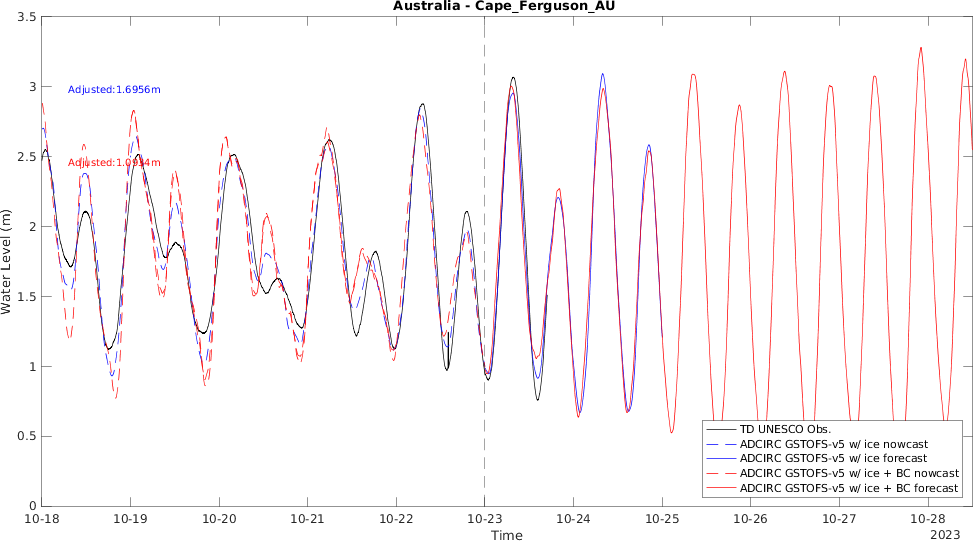 Australia - Cape_Ferguson_AU
3.5
3
2.5
2
1.5
1
0.5
0
Water Level (m)
Adjusted:1.6956m
Adjusted:1.0934m
TD UNESCO Obs.
ADCIRC GSTOFS-v5 w/ ice nowcast
ADCIRC GSTOFS-v5 w/ ice forecast
ADCIRC GSTOFS-v5 w/ ice + BC nowcast
ADCIRC GSTOFS-v5 w/ ice + BC forecast
10-18 10-19 10-20 10-21 10-22 10-23 10-24 10-25 10-26 10-27 10-28
Time
2023